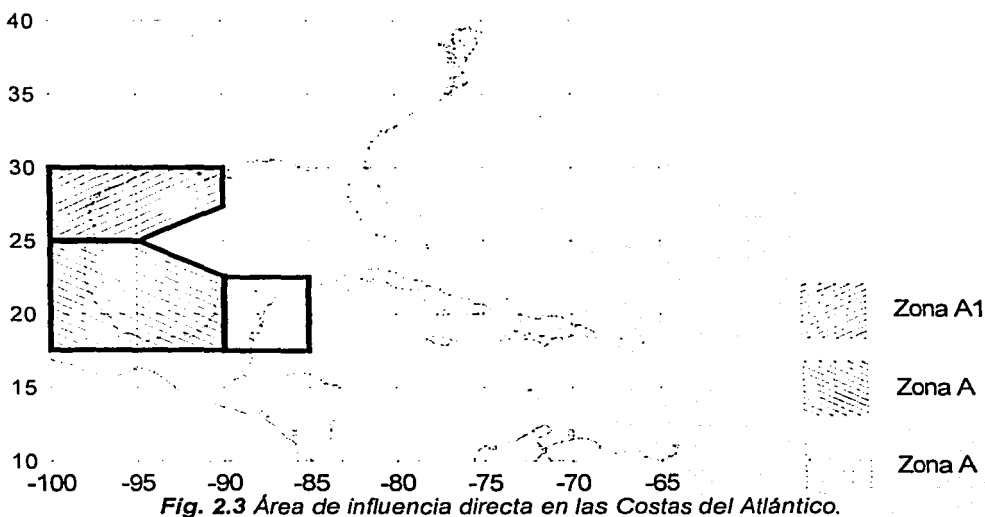 40
35
30
25
20
15
10
-100 -95 -90 -85 -80 -75 -70 -65
Zona A1
Zona A
Zona A
Fig. 2.3 Área de influencia directa en las Costas del Atlántico.